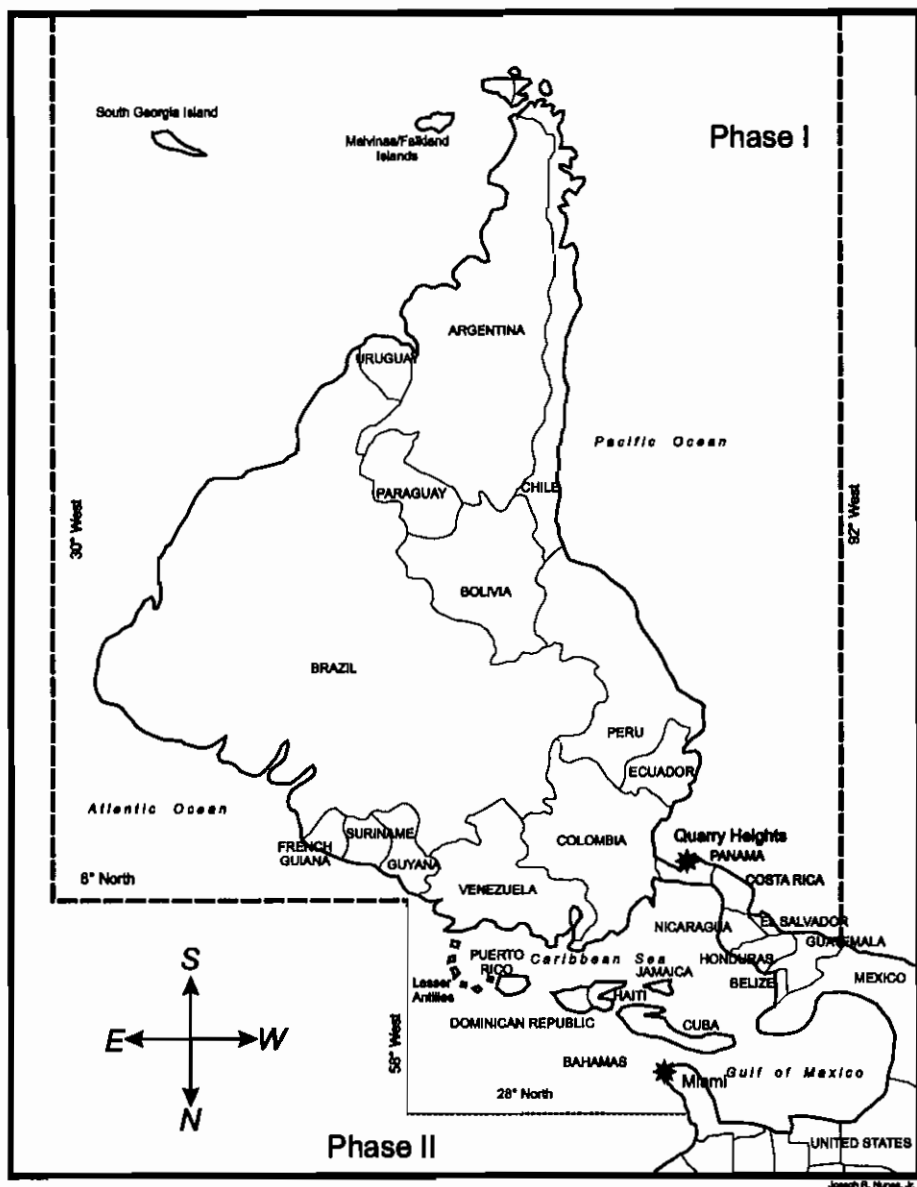 South Georgia Island
Malvinas/Falkland
Islands
Phase I
ARGENTINA
URUGUAY
Pacific Ocean
PARAGUAY
CHILE
30° West
92° West
BOLIVIA
BRAZIL
PERU
ECUADOR
Atlantic Ocean
SURINAME
COLOMBIA
Quarry Heights
FRENCH
GUIANA
GUYANA
PANAMA
8° North
VENEZUELA
COSTA RICA
NICARAGUA
EL SALVADOR
GUATEMALA
PUERTO
RICO
Caribbean Sea
HONDURAS
S
Lesser
Antilles
JAMAICA
BELIZE
MEXICO
HAITI
DOMINICAN REPUBLIC
CUBA
E
W
58° West
BAHAMAS
Miami
Gulf of Mexico
28° North
N
Phase II
UNITED STATES
Joseph R. Nunes, Jr.